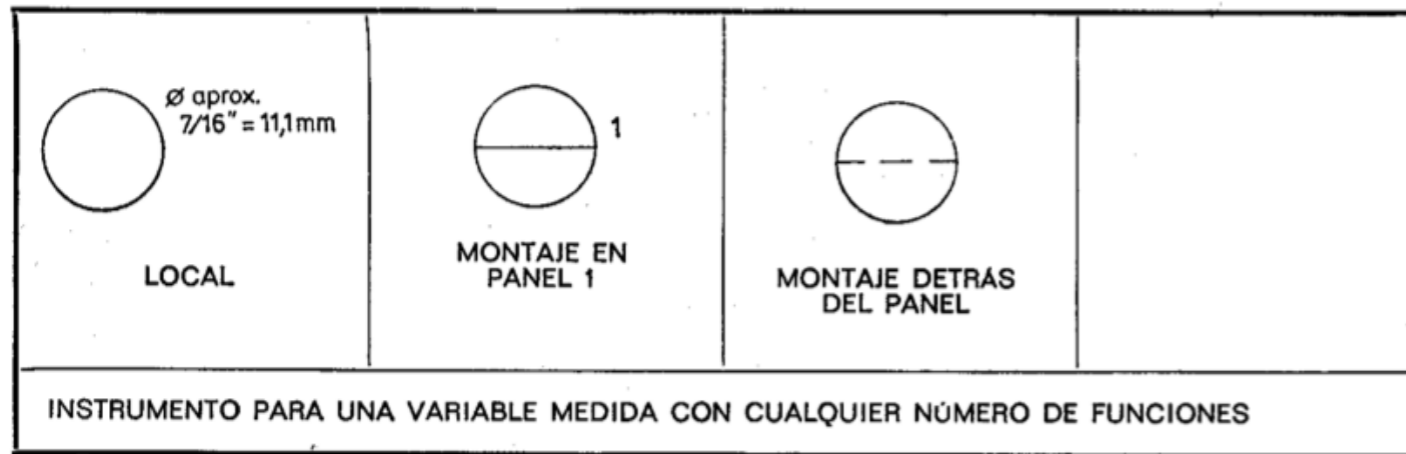 Ø aprox.
7/16" = 11,1mm
LOCAL
1
MONTAJE EN
PANEL 1
MONTAJE DETRÁS
DEL PANEL
INSTRUMENTO PARA UNA VARIABLE MEDIDA CON CUALQUIER NÚMERO DE FUNCIONES